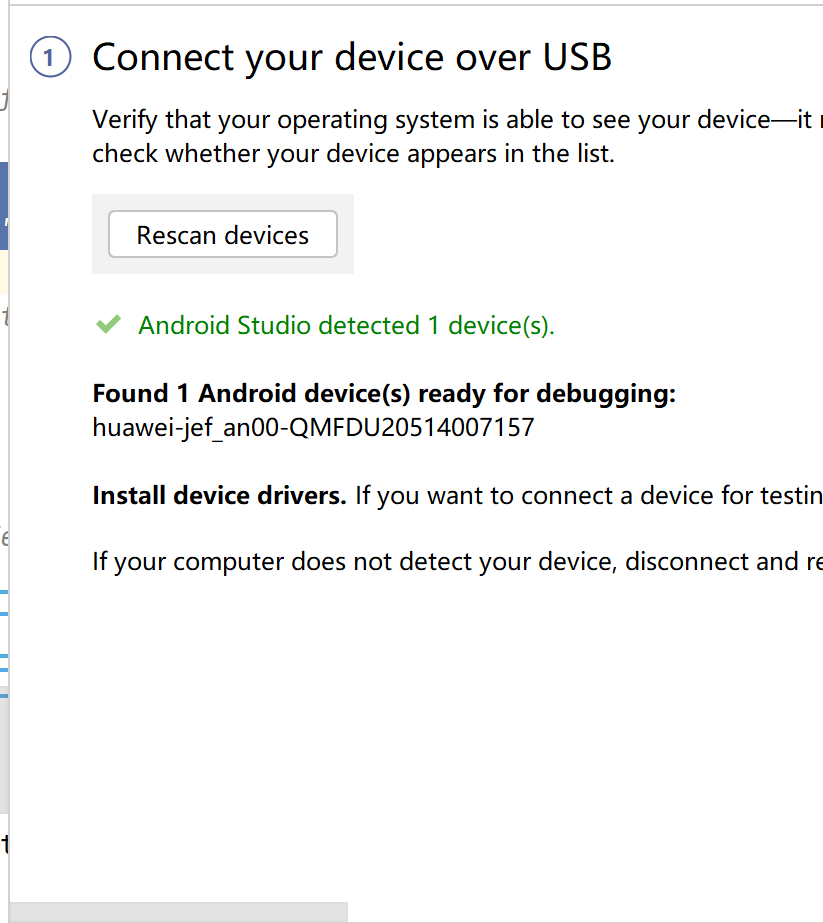 1 Connect your device over USB
Verify that your operating system is able to see your device—it
check whether your device appears in the list.
Rescan devices
Android Studio detected 1 device(s).
Found 1 Android device(s) ready for debugging:
huawei-jef_an00-QMFDU20514007157
Install device drivers. If you want to connect a device for testin
If your computer does not detect your device, disconnect and re